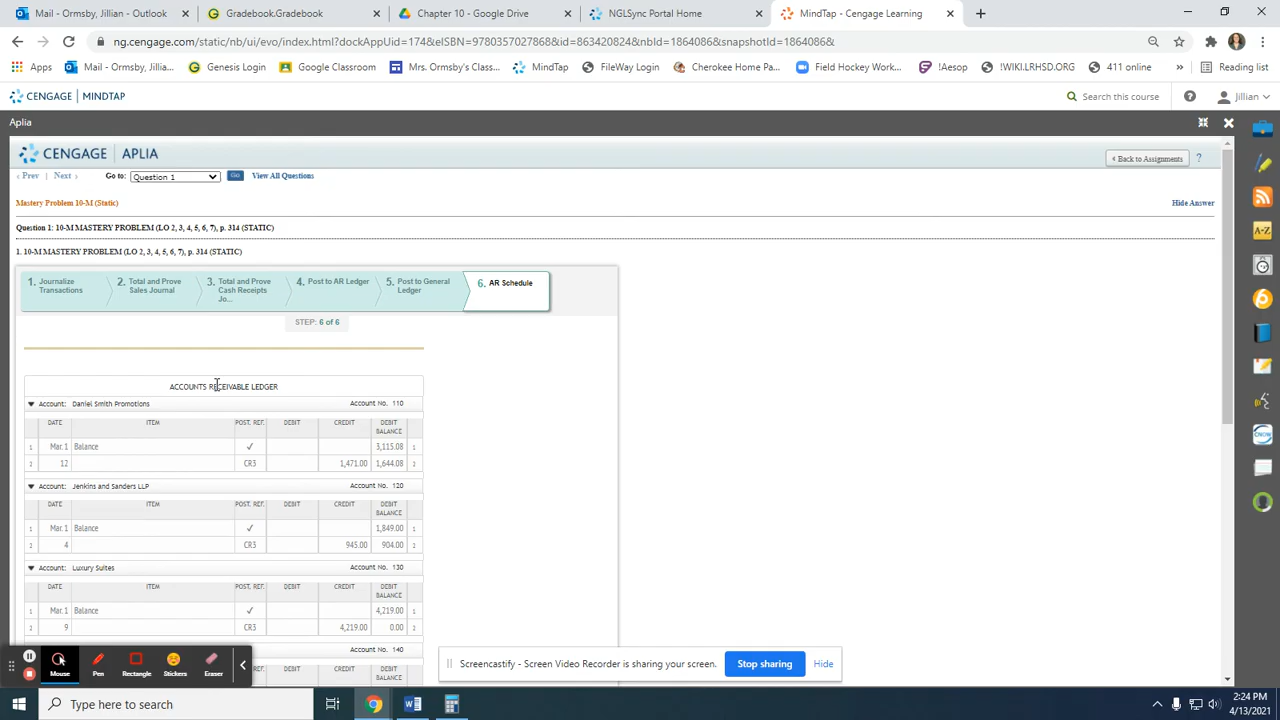 Mail - Ormsby, Jillian - Outlook
Gradebook.Gradebook
Chapter 10 - Google Drive
NGLSync Portal Home
MindTap - Cengage Learning
ng.cengage.com/static/nb/ui/evo/index.html?dockAppUid=174&eISBN=9780357027868&id=863420824&nbId=1864086&snapshotId=1864086&
Apps
Mail - Ormsby, Jillia...
Genesis Login
Google Classroom
Mrs. Ormsby's Class...
MindTap
FileWay Login
Cherokee Home Pa...
Field Hockey Work...
!Aesop
!WIKI.LRHSD.ORG
411 online
»
Reading list
CENGAGE | MINDTAP
Search this course
Jillian
Aplia
CENGAGE | APLIA
Back to Assignments
?
Prev | Next
Go to: Question 1 Go View All Questions
Mastery Problem 10-M (Static)
Hide Answer
Question 1: 10-M MASTERY PROBLEM (LO 2, 3, 4, 5, 6, 7), p. 314 (STATIC)
1. 10-M MASTERY PROBLEM (LO 2, 3, 4, 5, 6, 7), p. 314 (STATIC)
1. Journalize Transactions
2. Total and Prove Sales Journal
3. Total and Prove Cash Receipts Jo...
4. Post to AR Ledger
5. Post to General Ledger
6. AR Schedule
STEP: 6 of 6
ACCOUNTS RECEIVABLE LEDGER
Account: Daniel Smith Promotions Account No. 110
DATE ITEM POST. REF. DEBIT CREDIT DEBIT BALANCE
1 Mar. 1 Balance ✓ 3,115.08 1
2 12 CR3 1,471.00 1,644.08 2
Account: Jenkins and Sanders LLP Account No. 120
DATE ITEM POST. REF. DEBIT CREDIT DEBIT BALANCE
1 Mar. 1 Balance ✓ 1,849.00 1
2 4 CR3 945.00 904.00 2
Account: Luxury Suites Account No. 130
DATE ITEM POST. REF. DEBIT CREDIT DEBIT BALANCE
1 Mar. 1 Balance ✓ 4,219.00 1
2 9 CR3 4,219.00 0.00 2
Account No. 140
DEBIT CREDIT DEBIT
Mouse
Pen
Rectangle
Stickers
Eraser
Screencastify - Screen Video Recorder is sharing your screen.
Stop sharing
Hide
A-Z
Type here to search
2:24 PM
4/13/2021